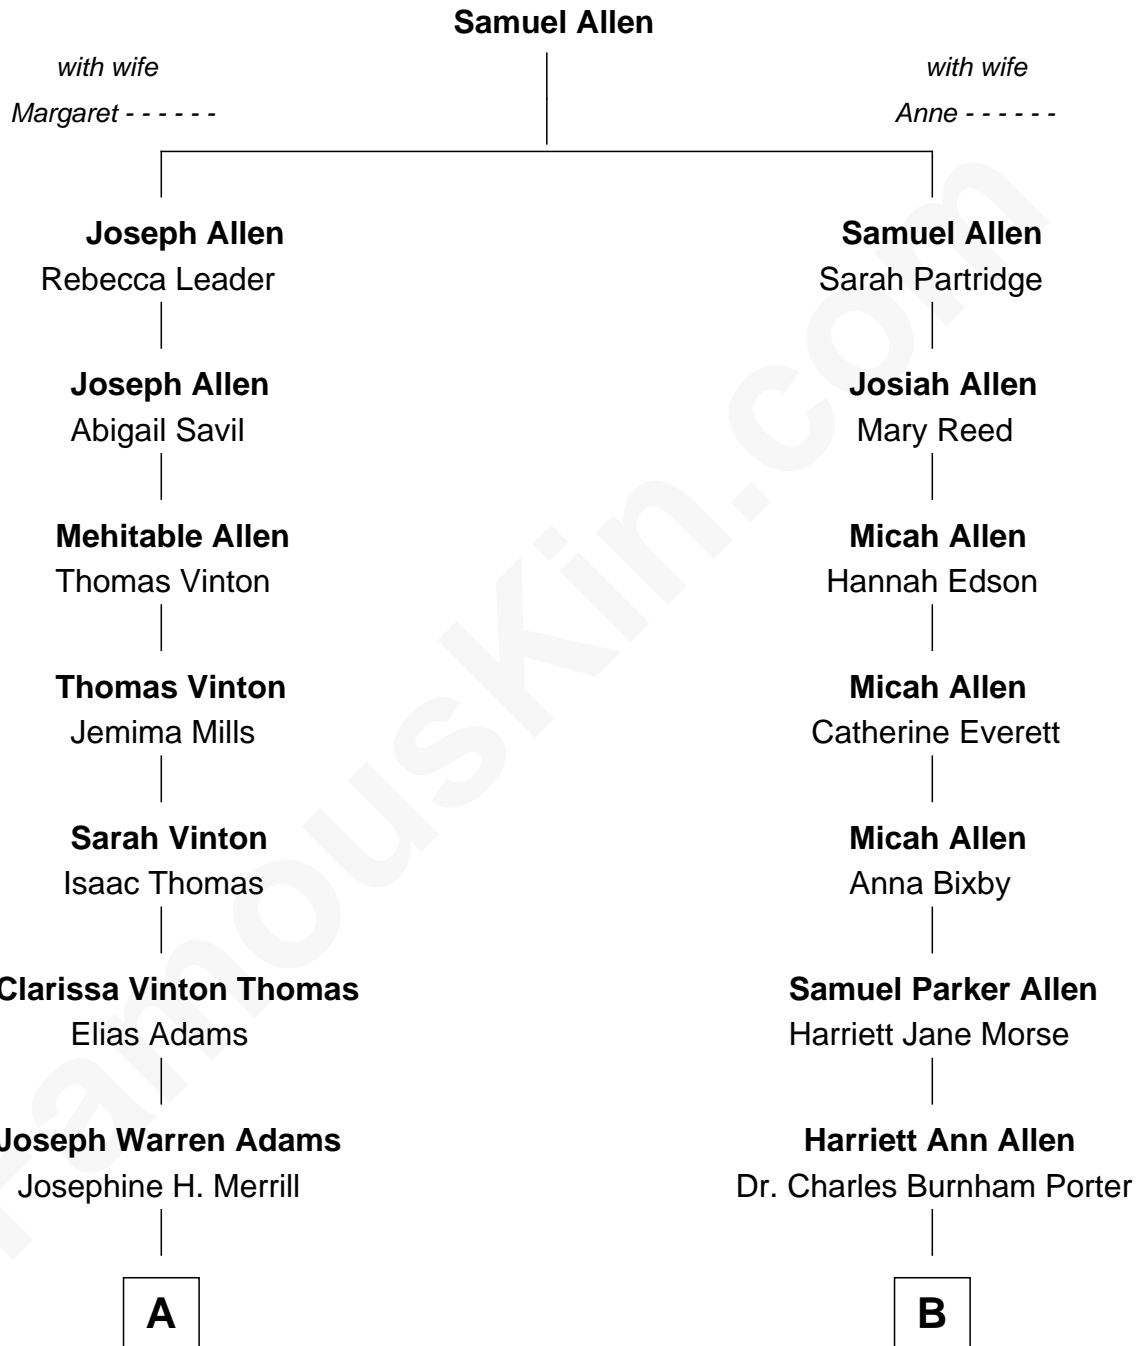 Samuel Allen
with wife
Margaret - - - - - -
with wife
Anne - - - - - -
Joseph Allen
Rebecca Leader
Samuel Allen
Sarah Partridge
Joseph Allen
Abigail Savil
Josiah Allen
Mary Reed
Mehitable Allen
Thomas Vinton
Micah Allen
Hannah Edson
Thomas Vinton
Jemima Mills
Micah Allen
Catherine Everett
Sarah Vinton
Isaac Thomas
Micah Allen
Anna Bixby
Clarissa Vinton Thomas
Elias Adams
Samuel Parker Allen
Harriett Jane Morse
Joseph Warren Adams
Josephine H. Merrill
Harriett Ann Allen
Dr. Charles Burnham Porter
A
B
FamousKin.com